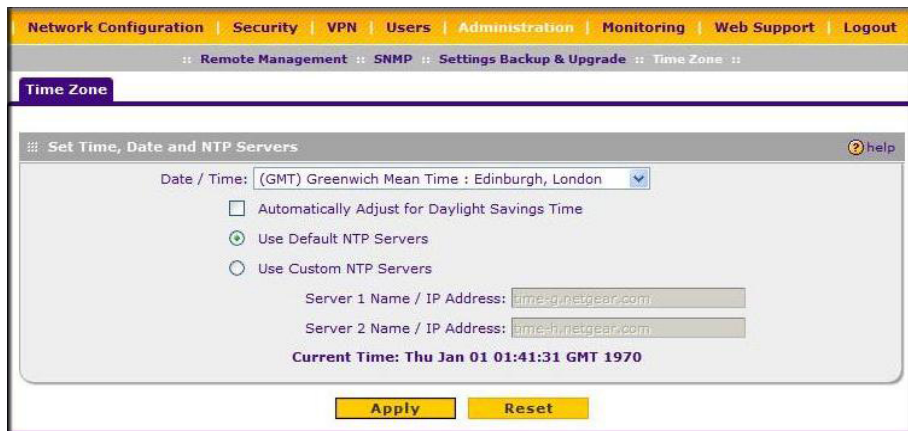 Network Configuration | Security | VPN | Users | Administration | Monitoring | Web Support | Logout
:: Remote Management :: SNMP :: Settings Backup & Upgrade :: Time Zone ::
Time Zone
Set Time, Date and NTP Servers
? help
Date / Time: (GMT) Greenwich Mean Time : Edinburgh, London
Automatically Adjust for Daylight Savings Time
Use Default NTP Servers
Use Custom NTP Servers
Server 1 Name / IP Address: time-g.netgear.com
Server 2 Name / IP Address: time-h.netgear.com
Current Time: Thu Jan 01 01:41:31 GMT 1970
Apply Reset